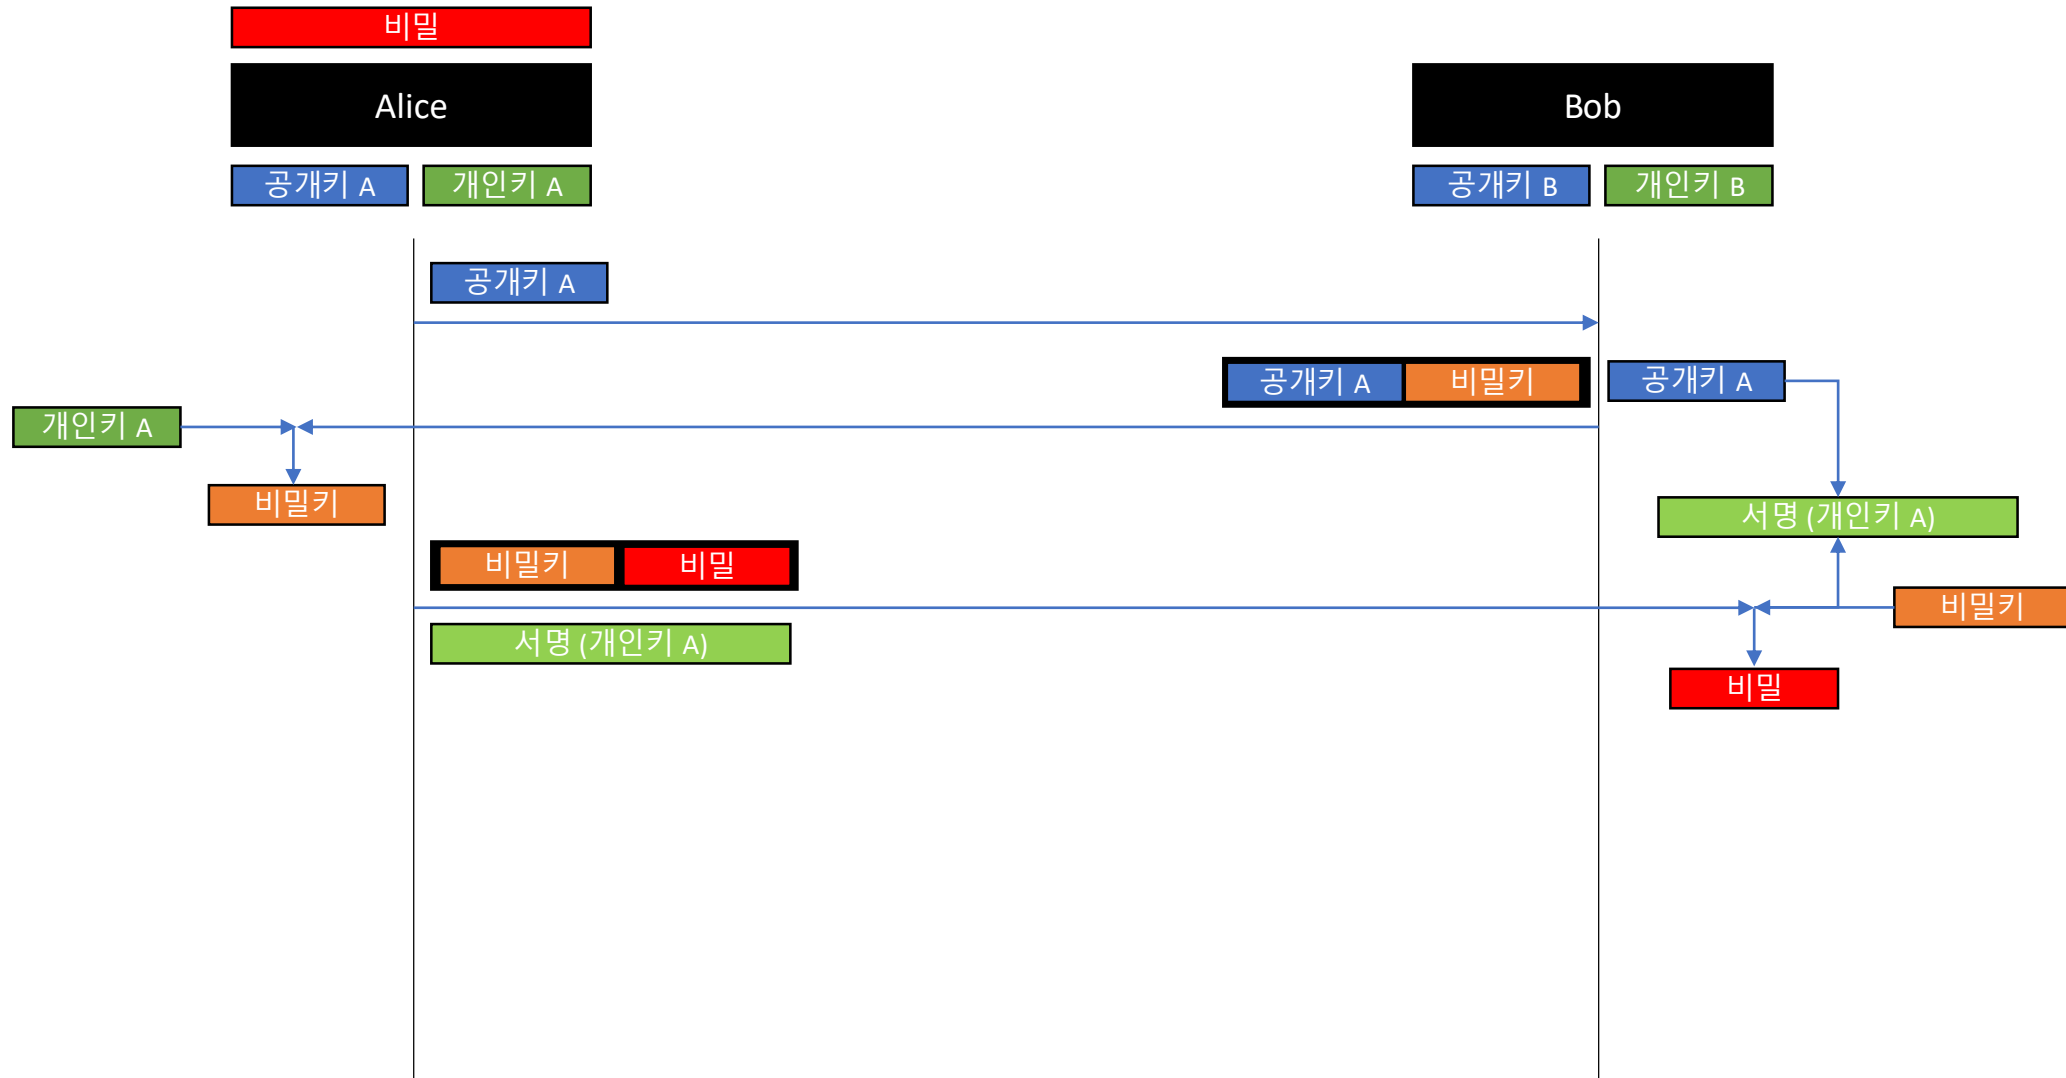 비밀
Alice
Bob
공개키 A
개인키 A
공개키 B
개인키 B
공개키 A
공개키 A
비밀키
공개키 A
개인키 A
비밀키
서명 (개인키 A)
비밀키
비밀
비밀키
서명 (개인키 A)
비밀